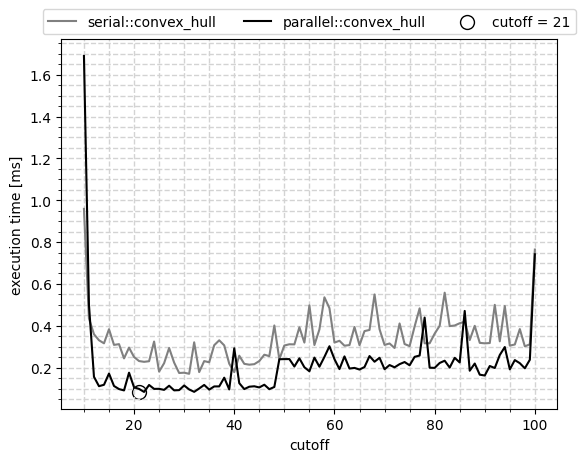 serial::convex_hull parallel::convex_hull cutoff = 21
1.6
1.4
1.2
1.0
0.8
0.6
0.4
0.2
execution time [ms]
20 40 60 80 100
cutoff